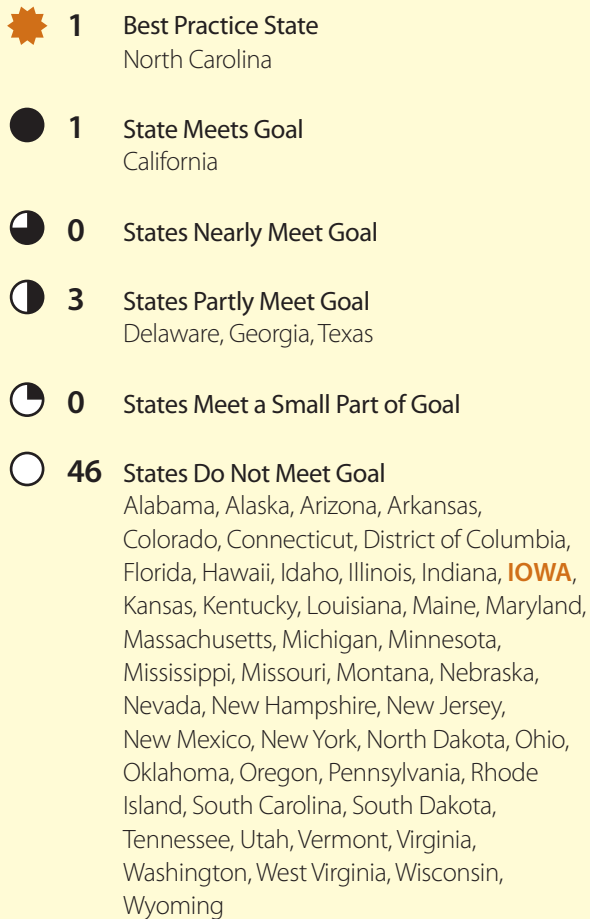 1 Best Practice State
North Carolina
1 State Meets Goal
California
0 States Nearly Meet Goal
3 States Partly Meet Goal
Delaware, Georgia, Texas
0 States Meet a Small Part of Goal
46 States Do Not Meet Goal
Alabama, Alaska, Arizona, Arkansas,
Colorado, Connecticut, District of Columbia,
Florida, Hawaii, Idaho, Illinois, Indiana, IOWA,
Kansas, Kentucky, Louisiana, Maine, Maryland,
Massachusetts, Michigan, Minnesota,
Mississippi, Missouri, Montana, Nebraska,
Nevada, New Hampshire, New Jersey,
New Mexico, New York, North Dakota, Ohio,
Oklahoma, Oregon, Pennsylvania, Rhode
Island, South Carolina, South Dakota,
Tennessee, Utah, Vermont, Virginia,
Washington, West Virginia, Wisconsin,
Wyoming